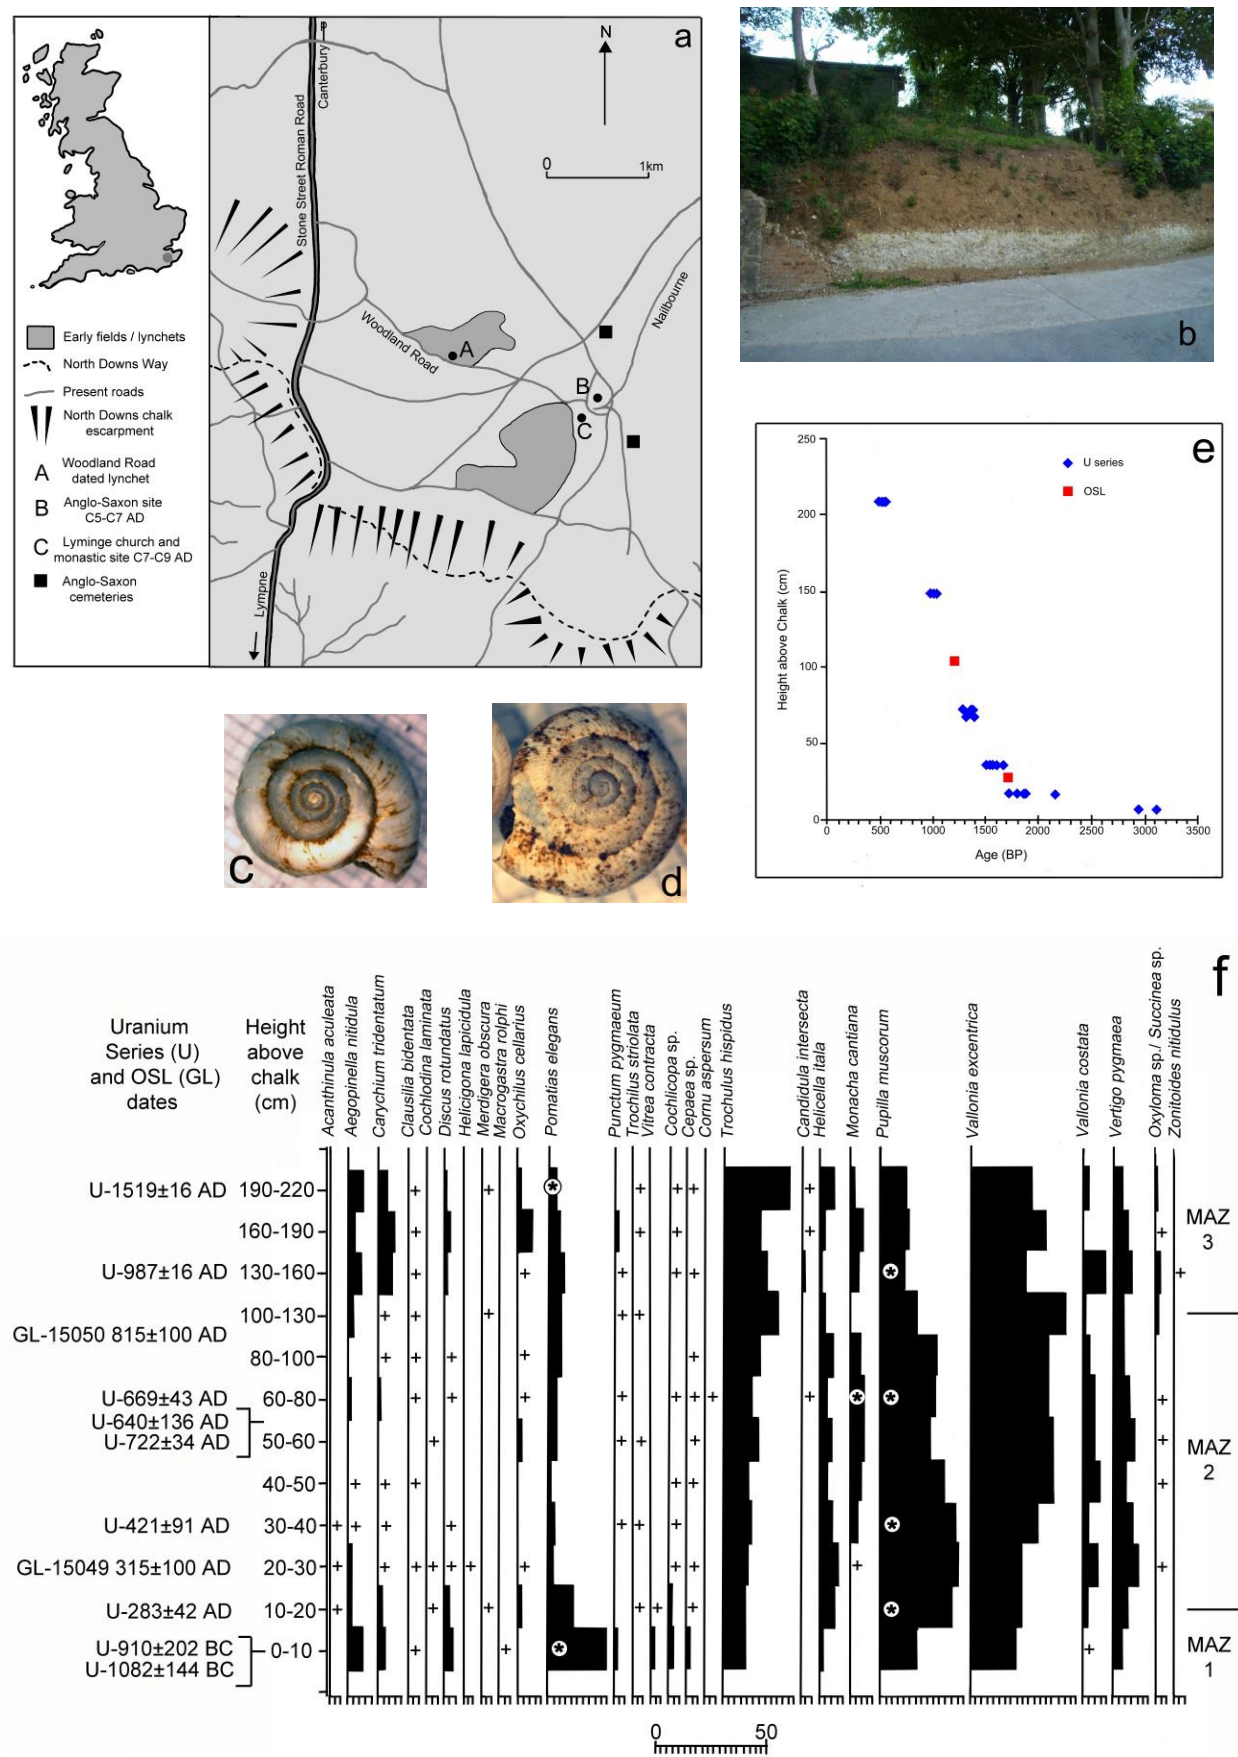 a
N
0 1km
Canterbury
Stone Street Roman Road
Woodland Road
Nailbourne
A
B
C
Lympne
Early fields / lynchets
North Downs Way
Present roads
North Downs chalk
escarpment
A Woodland Road
dated lynchet
B Anglo-Saxon site
C5-C7 AD
C Lyminge church and
monastic site C7-C9 AD
Anglo-Saxon
cemeteries
b
c
d
e
U series
OSL
Height above Chalk (cm)
250
200
150
100
50
0
0 500 1000 1500 2000 2500 3000 3500
Age (BP)
f
Uranium
Series (U)
and OSL (GL)
dates
Height
above
chalk
(cm)
Acanthinula aculeata
Aegopinella nitidula
Carychium tridentatum
Clausilia bidentata
Cochlodina laminata
Discus rotundatus
Helicigona lapicidula
Merdigera obscura
Macrogastra rolphi
Oxychilus cellarius
Pomatias elegans
Punctum pygmaeum
Trochilus striolata
Vitrea contracta
Cochlicopa sp.
Cepaea sp.
Cornu aspersum
Trochulus hispidus
Candidula intersecta
Helicella itala
Monacha cantiana
Pupilla muscorum
Vallonia excentrica
Vallonia costata
Vertigo pygmaea
Oxyloma sp./ Succinea sp.
Zonitoides nitidulus
U-1519±16 AD 190-220
160-190
U-987±16 AD 130-160
100-130
GL-15050 815±100 AD
80-100
U-669±43 AD 60-80
U-640±136 AD
U-722±34 AD 50-60
40-50
U-421±91 AD 30-40
GL-15049 315±100 AD 20-30
U-283±42 AD 10-20
U-910±202 BC 0-10
U-1082±144 BC
MAZ
3
MAZ
2
MAZ
1
0 50